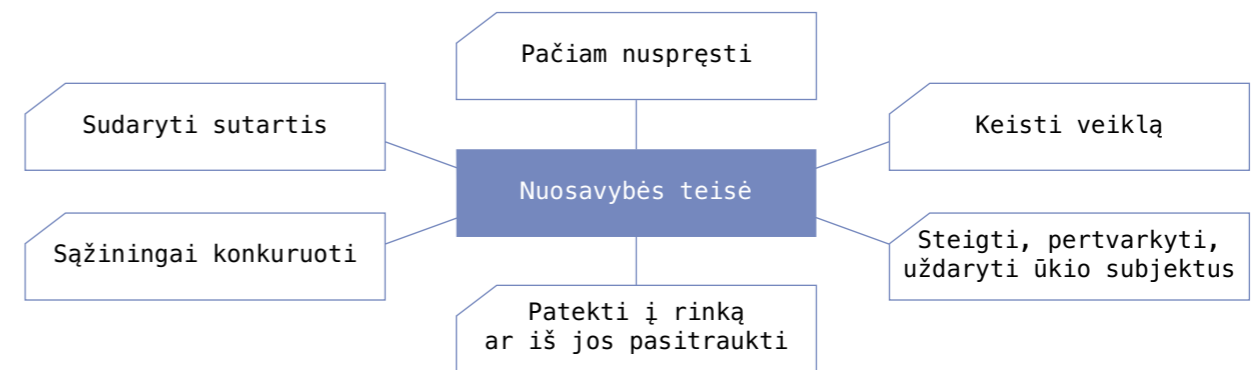 Pačiam nuspręsti
Sudaryti sutartis
Keisti veiklą
Nuosavybės teisė
Sąžiningai konkuruoti
Steigti, pertvarkyti,
uždaryti ūkio subjektus
Patekti į rinką
ar iš jos pasitraukti